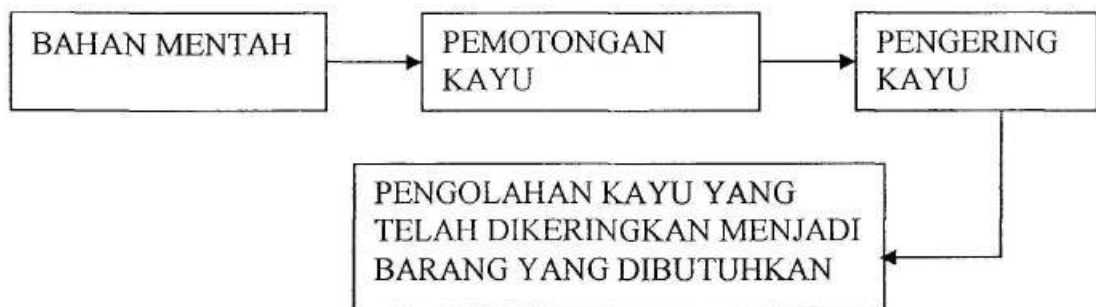 BAHAN MENTAH
PEMOTONGAN
KAYU
PENGERING
KAYU
PENGOLAHAN KAYU YANG
TELAH DIKERINGKAN MENJADI
BARANG YANG DIBUTUHKAN